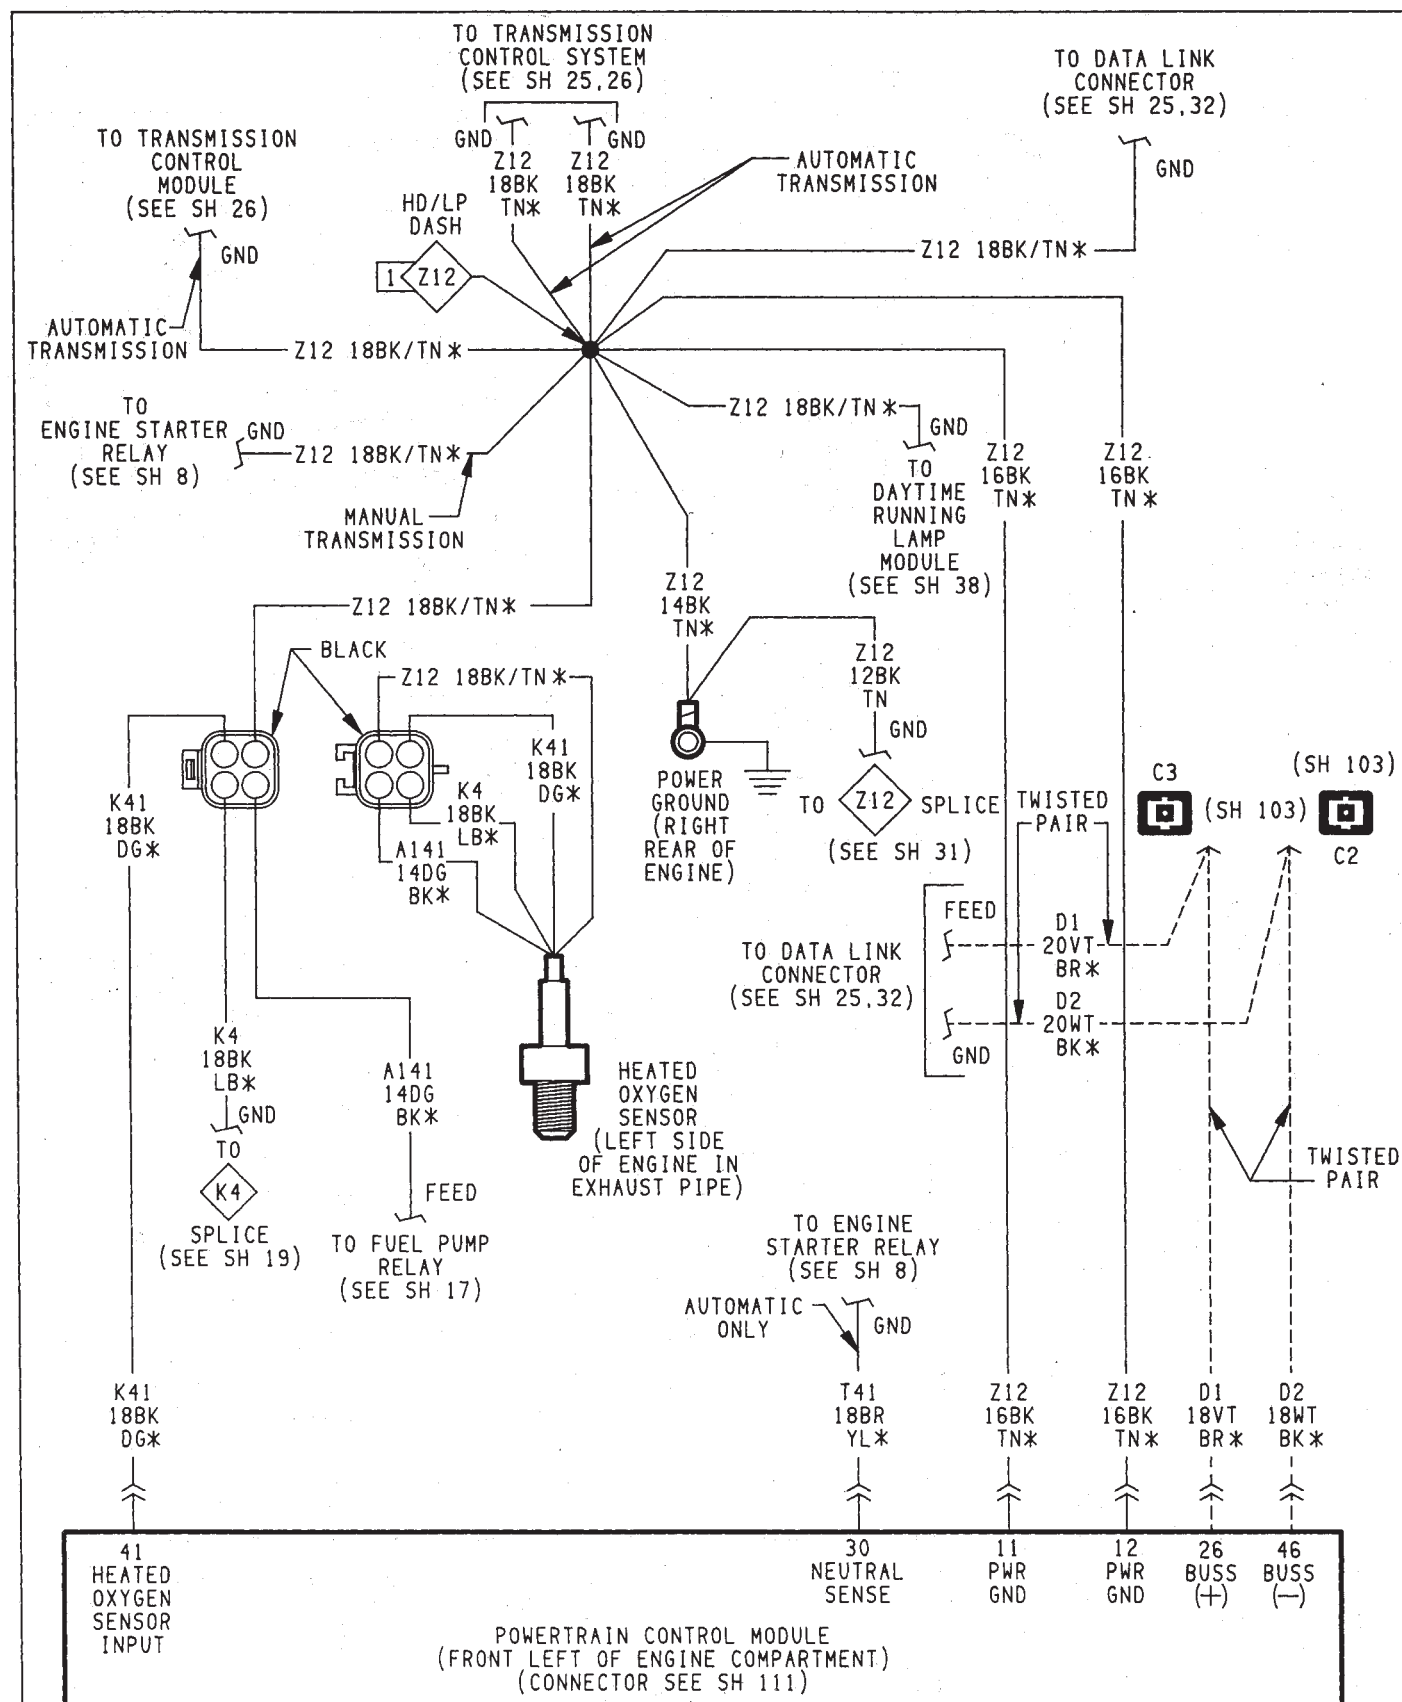 TO TRANSMISSION
CONTROL SYSTEM
(SEE SH 25,26)
TO DATA LINK
CONNECTOR
(SEE SH 25,32)
GND
GND
GND
TO TRANSMISSION
CONTROL
MODULE
(SEE SH 26)
GND
Z12
18BK
TN*
Z12
18BK
TN*
AUTOMATIC
TRANSMISSION
HD/LP
DASH
1
Z12
Z12 18BK/TN*
AUTOMATIC
TRANSMISSION
Z12 18BK/TN*
TO
ENGINE STARTER
RELAY
(SEE SH 8)
GND
Z12 18BK/TN*
MANUAL
TRANSMISSION
Z12 18BK/TN*
GND
TO
DAYTIME
RUNNING
LAMP
MODULE
(SEE SH 38)
Z12
16BK
TN*
Z12
16BK
TN*
Z12 18BK/TN*
Z12
14BK
TN*
BLACK
Z12 18BK/TN*
Z12
12BK
TN
GND
K41
18BK
DG*
K41
18BK
DG*
K4
18BK
LB*
A141
14DG
BK*
POWER
GROUND
(RIGHT
REAR OF
ENGINE)
TO
Z12
SPLICE
(SEE SH 31)
TWISTED
PAIR
C3
(SH 103)
(SH 103)
C2
FEED
D1
20VT
BR*
TO DATA LINK
CONNECTOR
(SEE SH 25,32)
D2
20WT
BK*
GND
K4
18BK
LB*
GND
TO
K4
SPLICE
(SEE SH 19)
A141
14DG
BK*
FEED
TO FUEL PUMP
RELAY
(SEE SH 17)
HEATED
OXYGEN
SENSOR
(LEFT SIDE
OF ENGINE IN
EXHAUST PIPE)
TWISTED
PAIR
TO ENGINE
STARTER RELAY
(SEE SH 8)
AUTOMATIC
ONLY
GND
K41
18BK
DG*
T41
18BR
YL*
Z12
16BK
TN*
Z12
16BK
TN*
D1
18VT
BR*
D2
18WT
BK*
41
HEATED
OXYGEN
SENSOR
INPUT
30
NEUTRAL
SENSE
11
PWR
GND
12
PWR
GND
26
BUSS
(+)
46
BUSS
(—)
POWERTRAIN CONTROL MODULE
(FRONT LEFT OF ENGINE COMPARTMENT)
(CONNECTOR SEE SH 111)